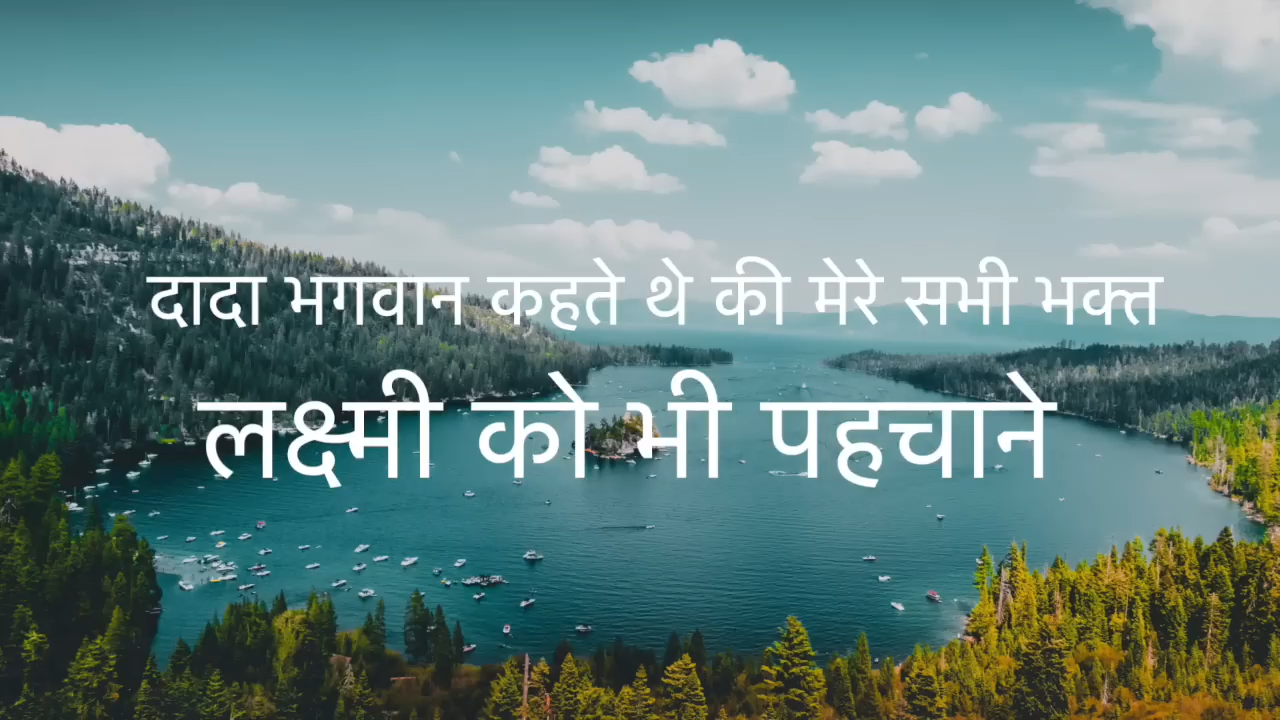 दादा भगवान कहते थे की मेरे सभी भक्त
लक्ष्मी को भी पहचाने